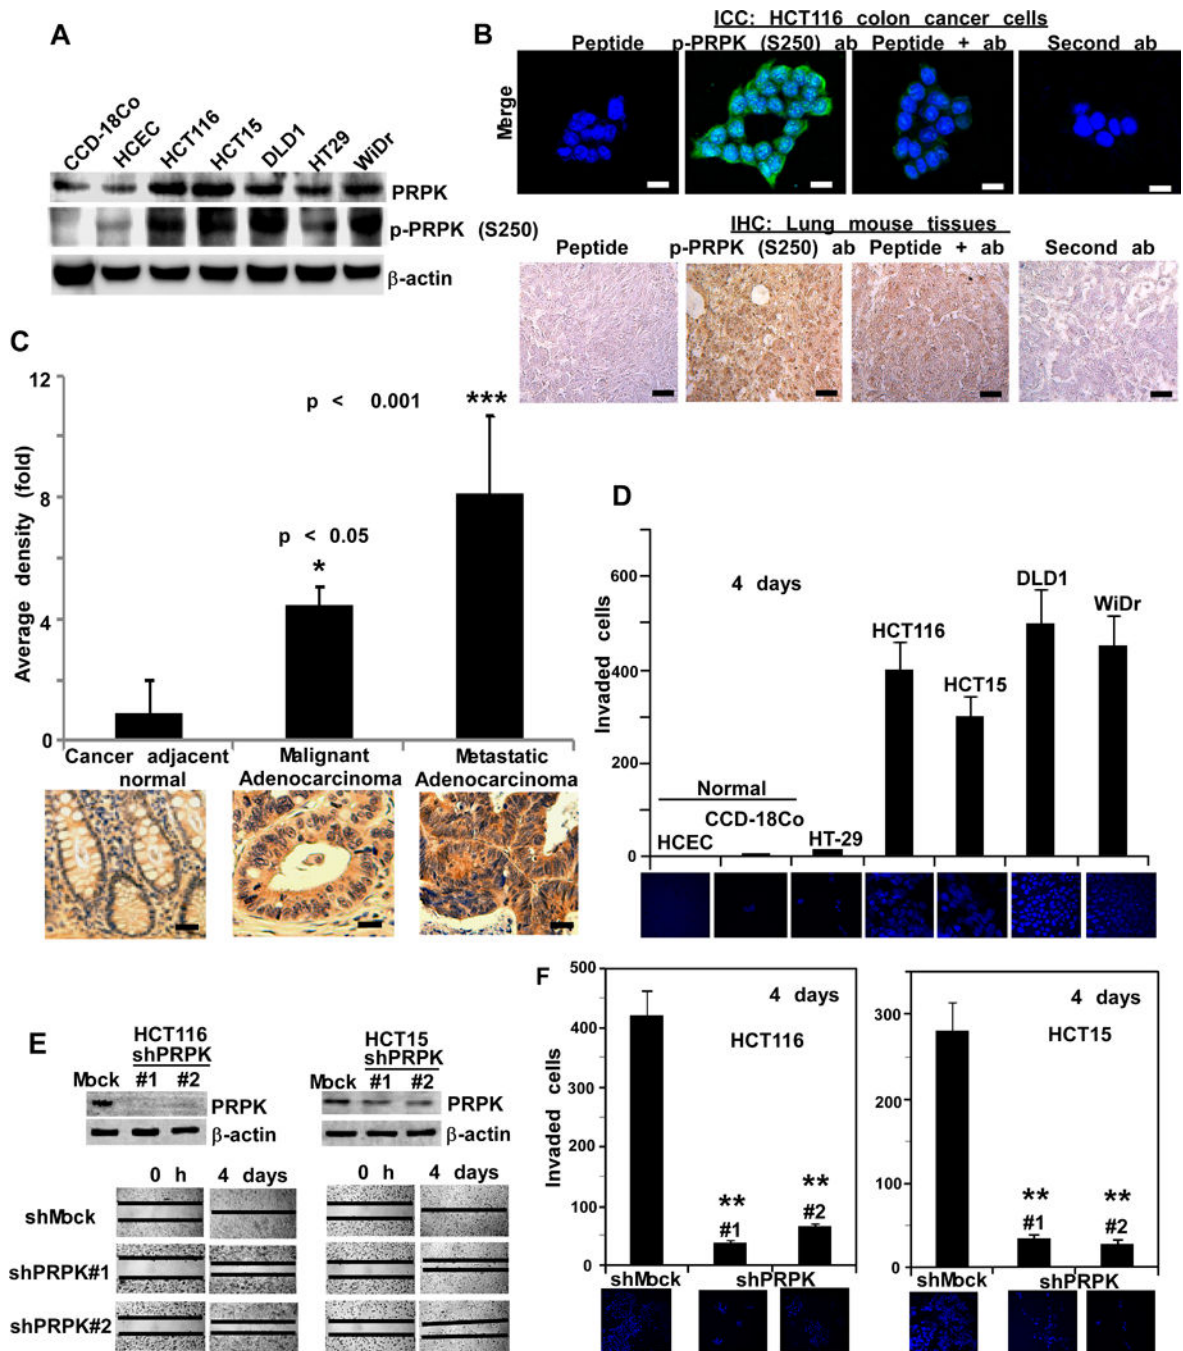 A
CCD-18Co HCEC HCT116 HCT15 DLD1 HT29 WiDr
PRPK
p-PRPK (S250)
β-actin
B
ICC: HCT116 colon cancer cells
Peptide p-PRPK (S250) ab Peptide + ab Second ab
Merge
IHC: Lung mouse tissues
Peptide p-PRPK (S250) ab Peptide + ab Second ab
C
Average density (fold)
12
8
4
0
p < 0.001
***
p < 0.05
*
Cancer adjacent normal
Malignant Adenocarcinoma
Metastatic Adenocarcinoma
D
Invaded cells
600
400
200
0
4 days
Normal
HCEC
CCD-18Co
HT-29
HCT116
HCT15
DLD1
WiDr
E
HCT116
shPRPK
Mock #1 #2
PRPK
β-actin
HCT15
shPRPK
Mock #1 #2
PRPK
β-actin
0 h 4 days 0 h 4 days
shMock
shPRPK#1
shPRPK#2
F
Invaded cells
500
400
300
200
100
0
4 days
HCT116
**
#1
**
#2
shMock shPRPK
300
200
100
0
4 days
HCT15
**
#1
**
#2
shMock shPRPK